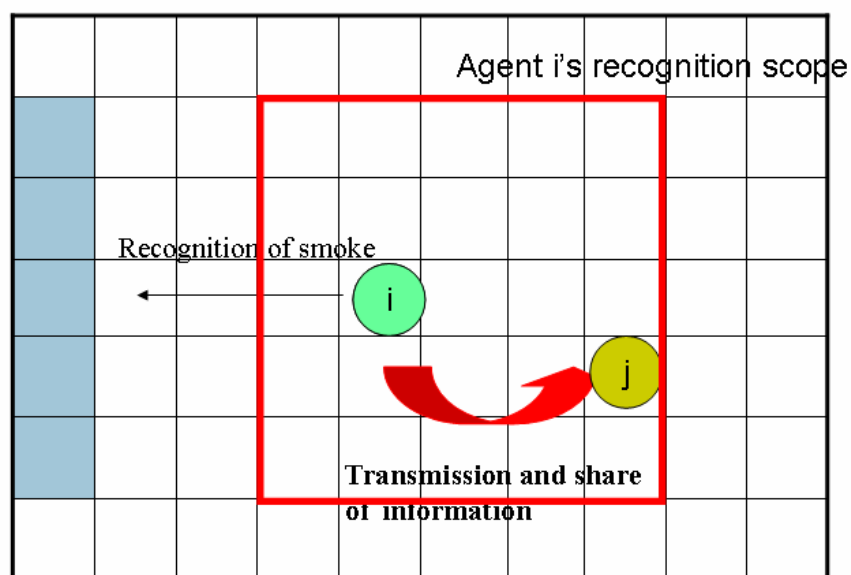 Agent i's recognition scope
Recognition of smoke
i
j
Transmission and share
of information